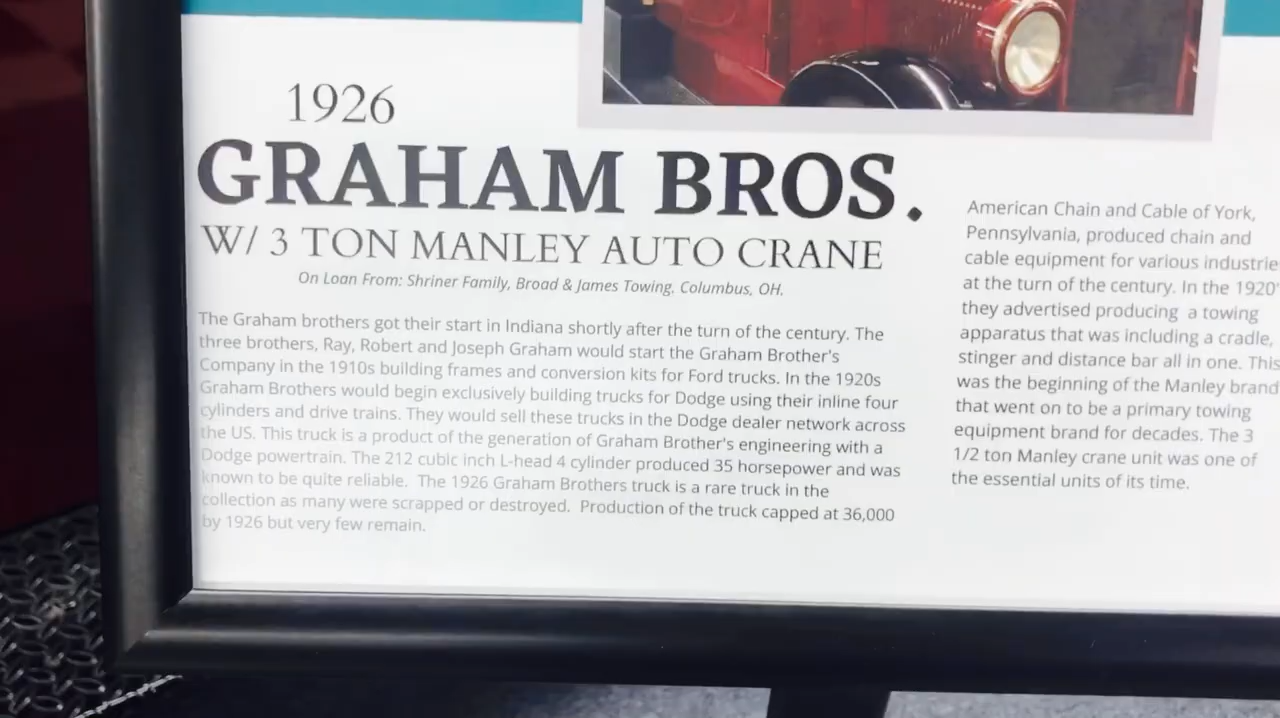 1926
GRAHAM BROS.
W/ 3 TON MANLEY AUTO CRANE
On Loan From: Shriner Family, Broad & James Towing. Columbus, OH.
The Graham brothers got their start in Indiana shortly after the turn of the century. The
three brothers, Ray, Robert and Joseph Graham would start the Graham Brother's
Company in the 1910s building frames and conversion kits for Ford trucks. In the 1920s
Graham Brothers would begin exclusively building trucks for Dodge using their inline four
cylinders and drive trains. They would sell these trucks in the Dodge dealer network across
the US. This truck is a product of the generation of Graham Brother's engineering with a
Dodge powertrain. The 212 cubic inch L-head 4 cylinder produced 35 horsepower and was
known to be quite reliable. The 1926 Graham Brothers truck is a rare truck in the
collection as many were scrapped or destroyed. Production of the truck capped at 36,000
by 1926 but very few remain.
American Chain and Cable of York,
Pennsylvania, produced chain and
cable equipment for various industrie
at the turn of the century. In the 1920'
they advertised producing a towing
apparatus that was including a cradle,
stinger and distance bar all in one. This
was the beginning of the Manley brand
that went on to be a primary towing
equipment brand for decades. The 3
1/2 ton Manley crane unit was one of
the essential units of its time.